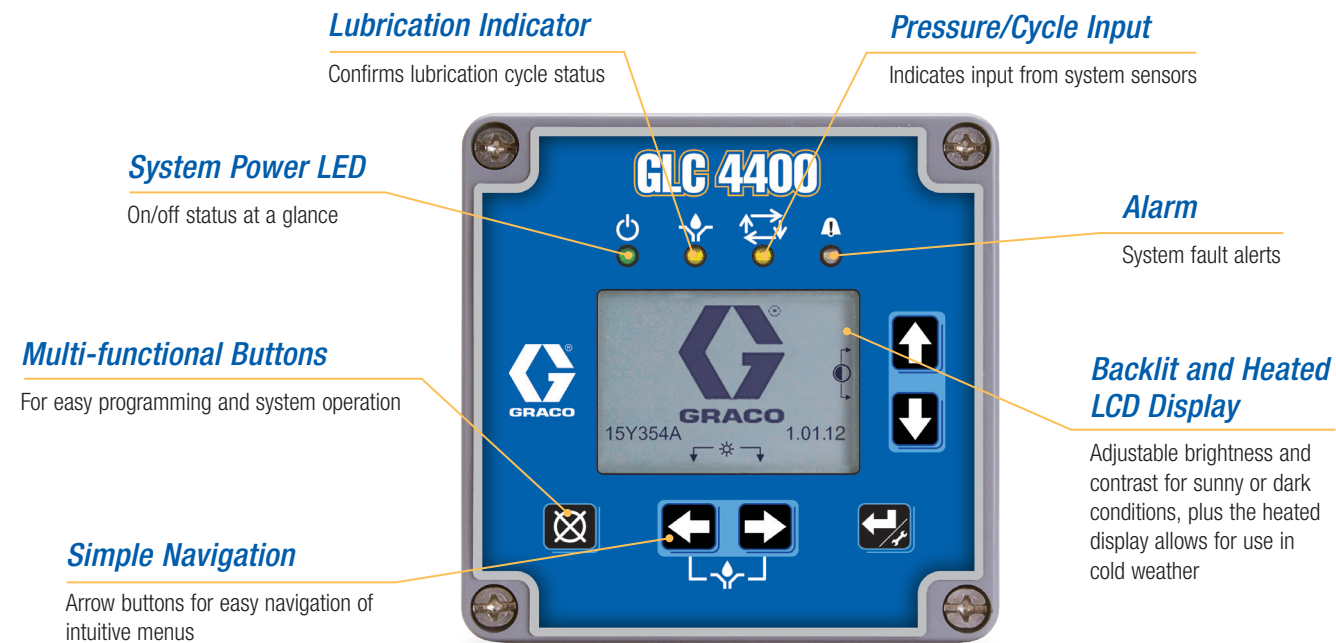 Lubrication Indicator
Confirms lubrication cycle status
Pressure/Cycle Input
Indicates input from system sensors
System Power LED
On/off status at a glance
GLC 4400
Alarm
System fault alerts
Multi-functional Buttons
For easy programming and system operation
®
GRACO
®
GRACO
15Y354A
1.01.12
Backlit and Heated
LCD Display
Adjustable brightness and
contrast for sunny or dark
conditions, plus the heated
display allows for use in
cold weather
Simple Navigation
Arrow buttons for easy navigation of
intuitive menus